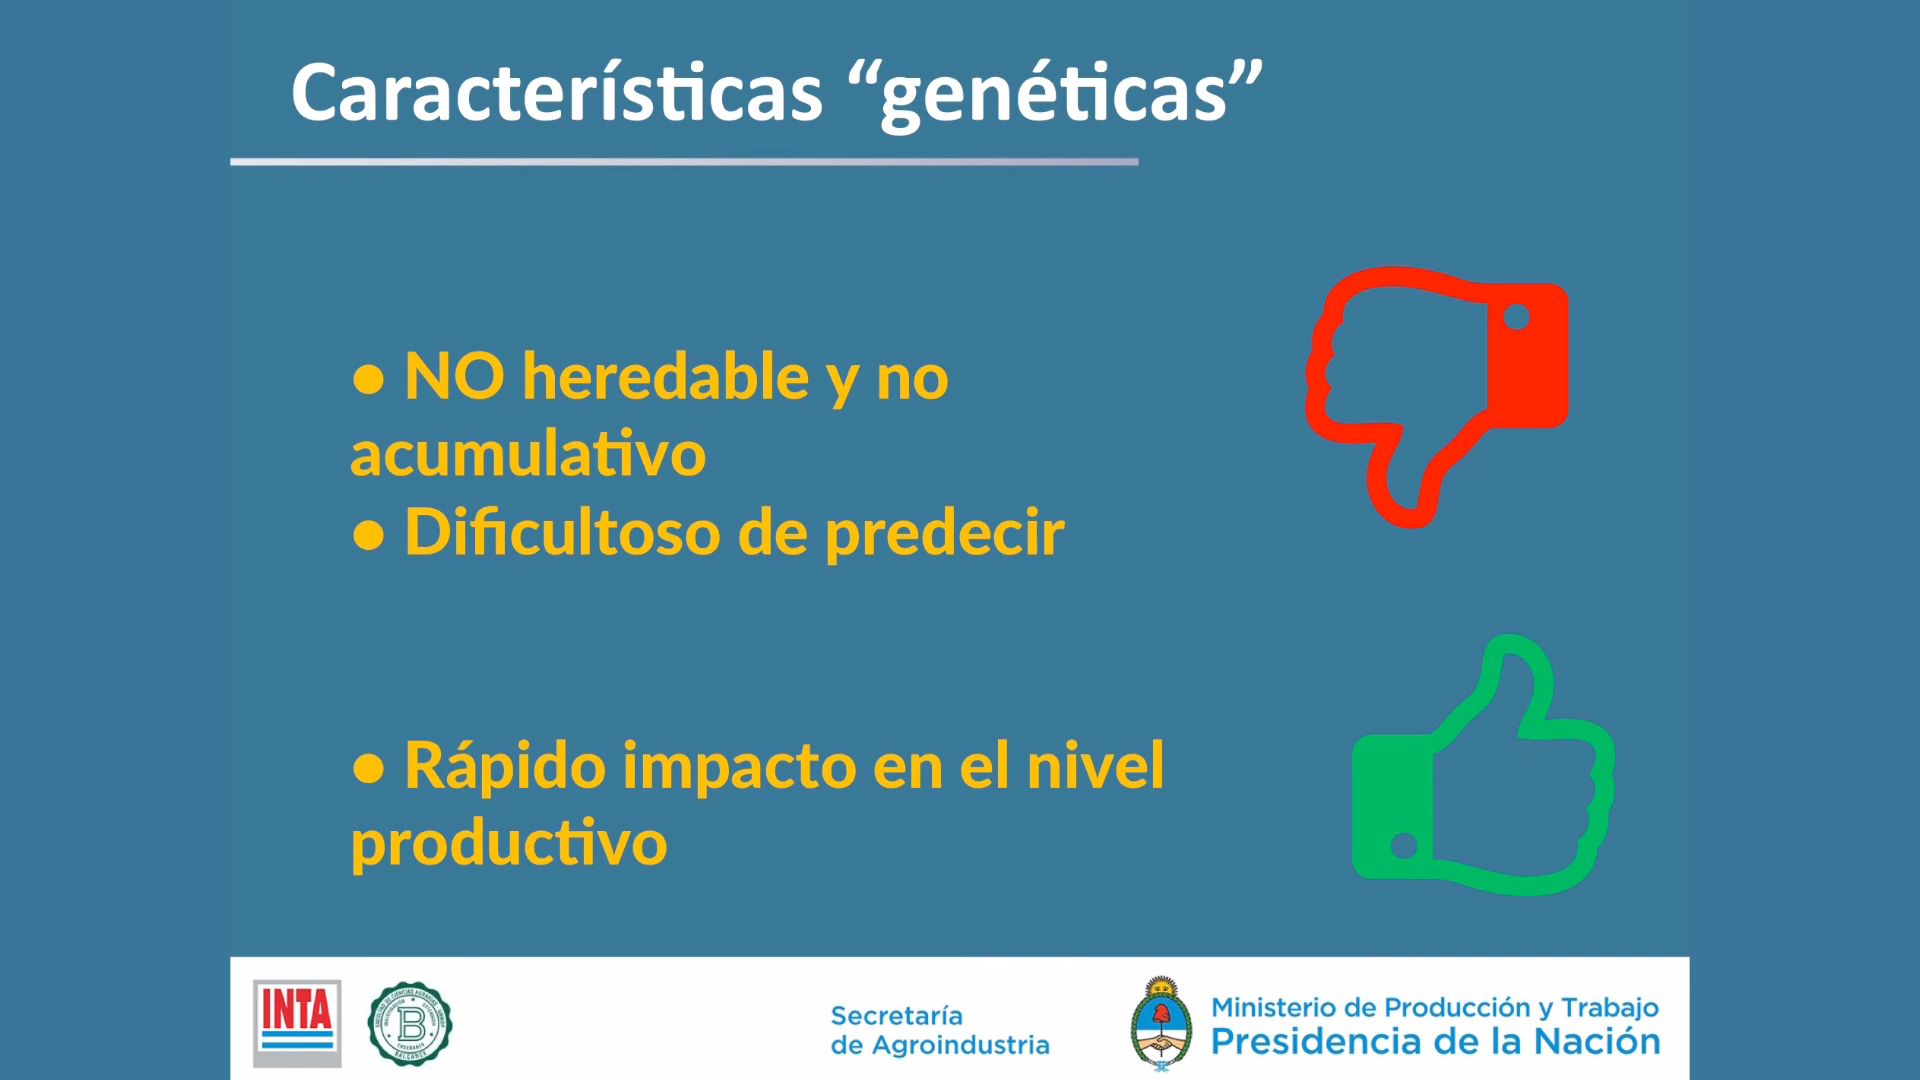 Características “genéticas”
● NO heredable y no
acumulativo
● Dificultoso de predecir
● Rápido impacto en el nivel
productivo
INTA
B
BALCARCE
Secretaría
de Agroindustria
Ministerio de Producción y Trabajo
Presidencia de la Nación